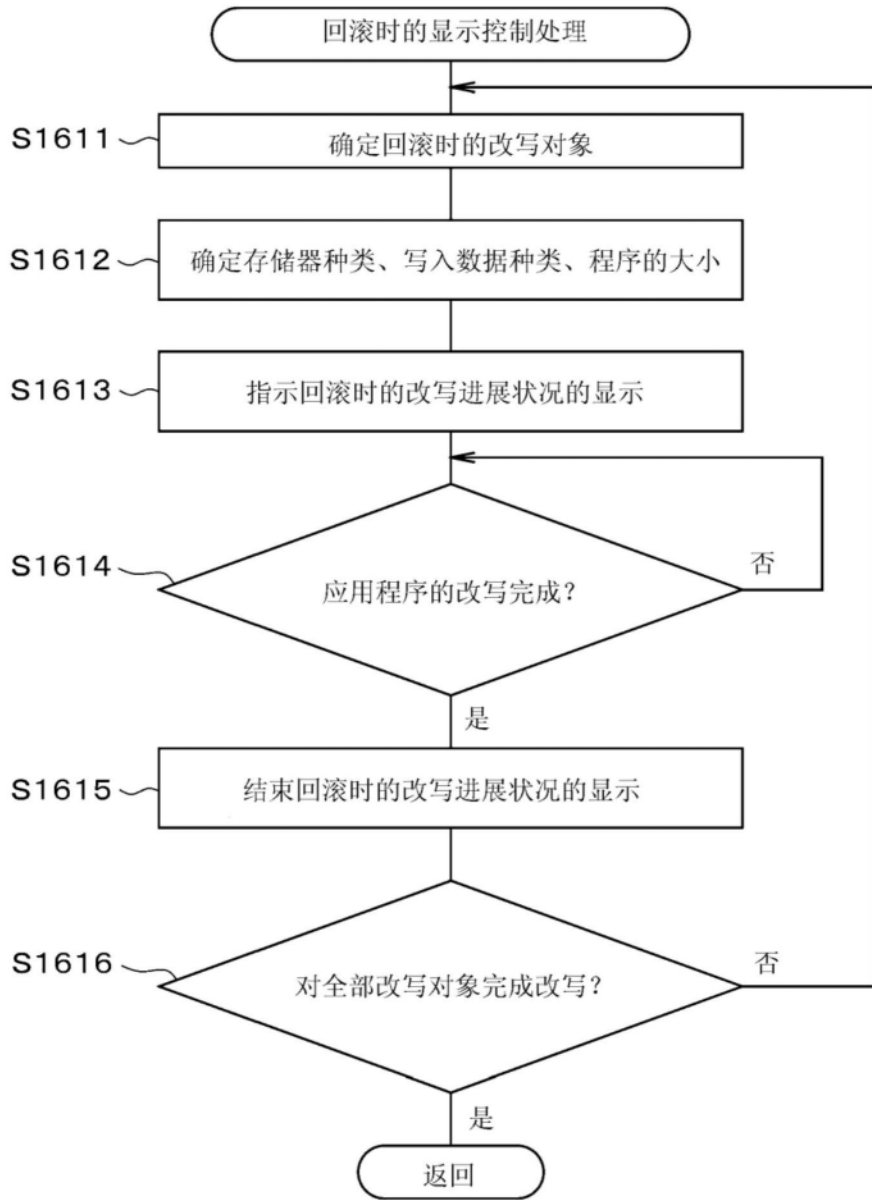 回滚时的显示控制处理
S1611
确定回滚时的改写对象
S1612
确定存储器种类、写入数据种类、程序的大小
S1613
指示回滚时的改写进展状况的显示
S1614
应用程序的改写完成？
否
是
S1615
结束回滚时的改写进展状况的显示
S1616
对全部改写对象完成改写？
否
是
返回